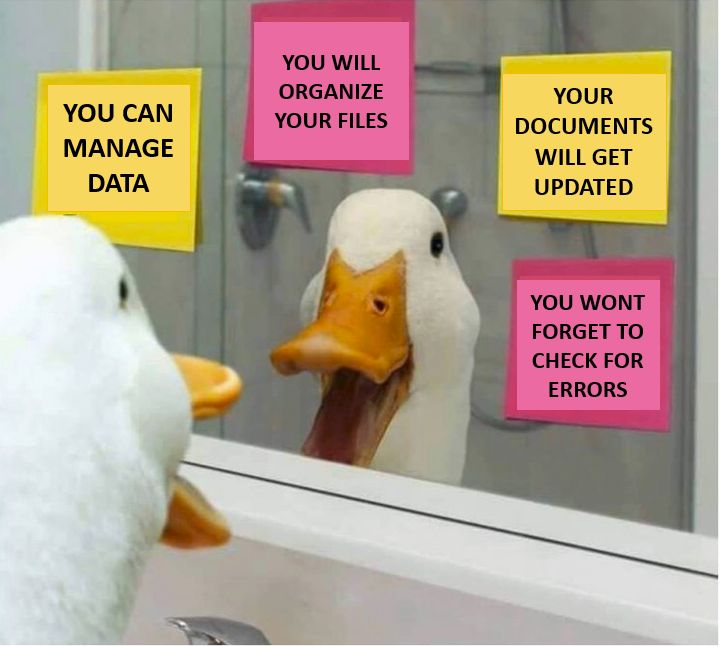 YOU CAN
MANAGE
DATA
YOU WILL
ORGANIZE
YOUR FILES
YOUR
DOCUMENTS
WILL GET
UPDATED
YOU WONT
FORGET TO
CHECK FOR
ERRORS